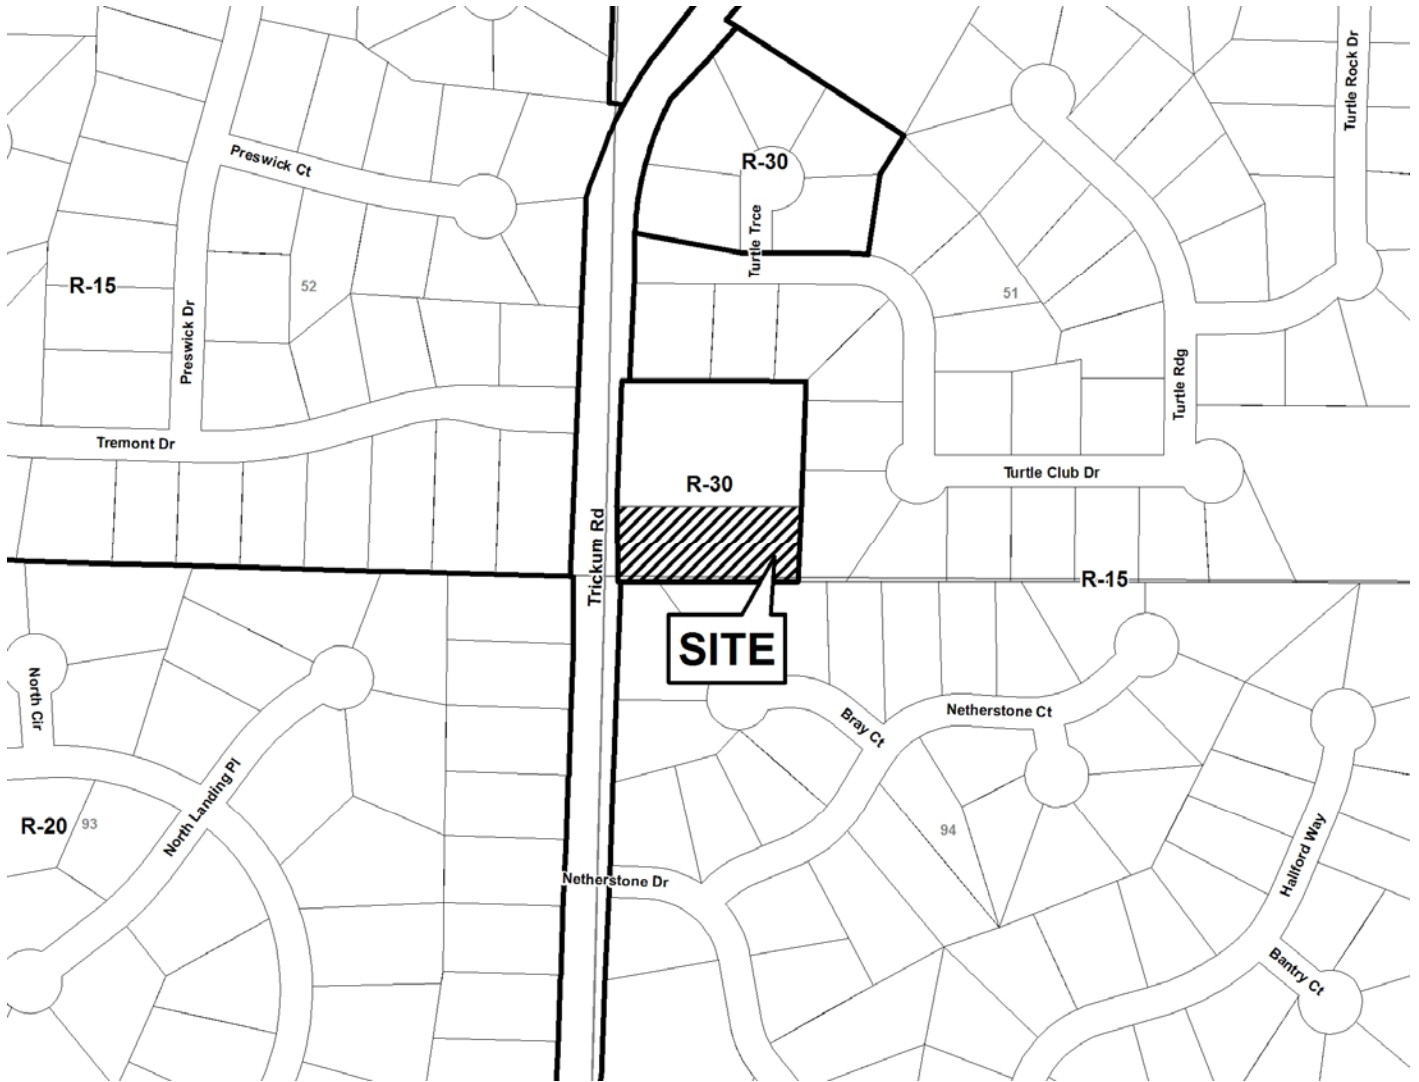 Turtle Rock Dr
Preswick Ct
R-30
Turtle Trce
R-15
52
51
Preswick Dr
Turtle Rdg
Tremont Dr
Turtle Club Dr
R-30
Trickum Rd
R-15
SITE
North Cir
Bray Ct
Netherstone Ct
North Landing Pl
R-20
93
94
Hallford Way
Netherstone Dr
Bantry Ct